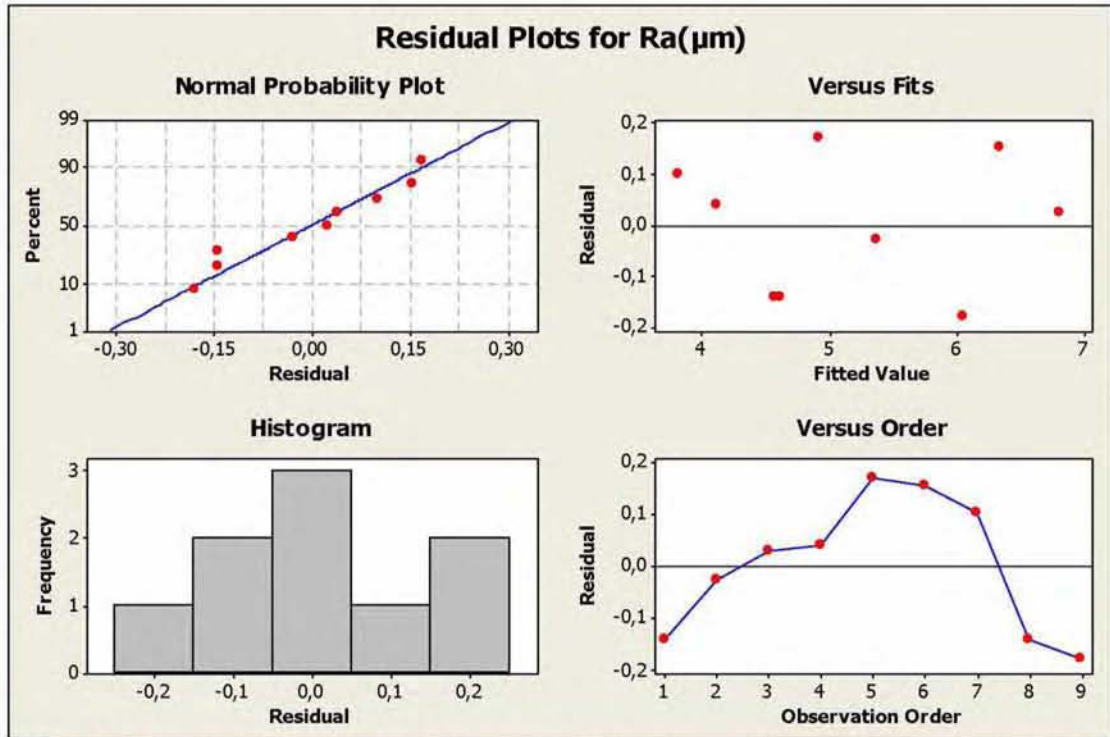 Residual Plots for Ra(µm)
Normal Probability Plot
99
90
50
10
1
Percent
-0,30 -0,15 0,00 0,15 0,30
Residual
Versus Fits
0,2
0,1
0,0
-0,1
-0,2
Residual
4 5 6 7
Fitted Value
Histogram
3
2
1
0
Frequency
-0,2 -0,1 0,0 0,1 0,2
Residual
Versus Order
0,2
0,1
0,0
-0,1
-0,2
Residual
1 2 3 4 5 6 7 8 9
Observation Order